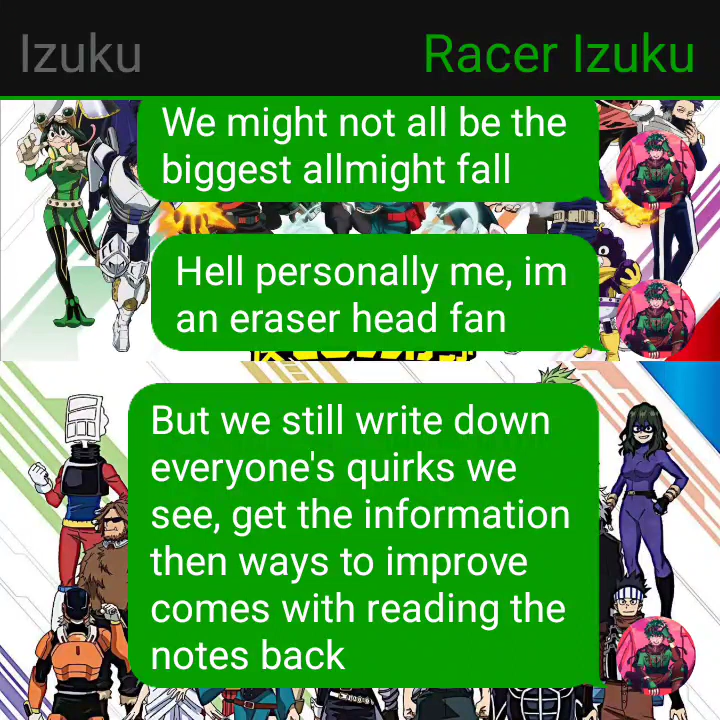 Izuku
Racer Izuku
We might not all be the
biggest allmight fall
Hell personally me, im
an eraser head fan
But we still write down
everyone's quirks we
see, get the information
then ways to improve
comes with reading the
notes back